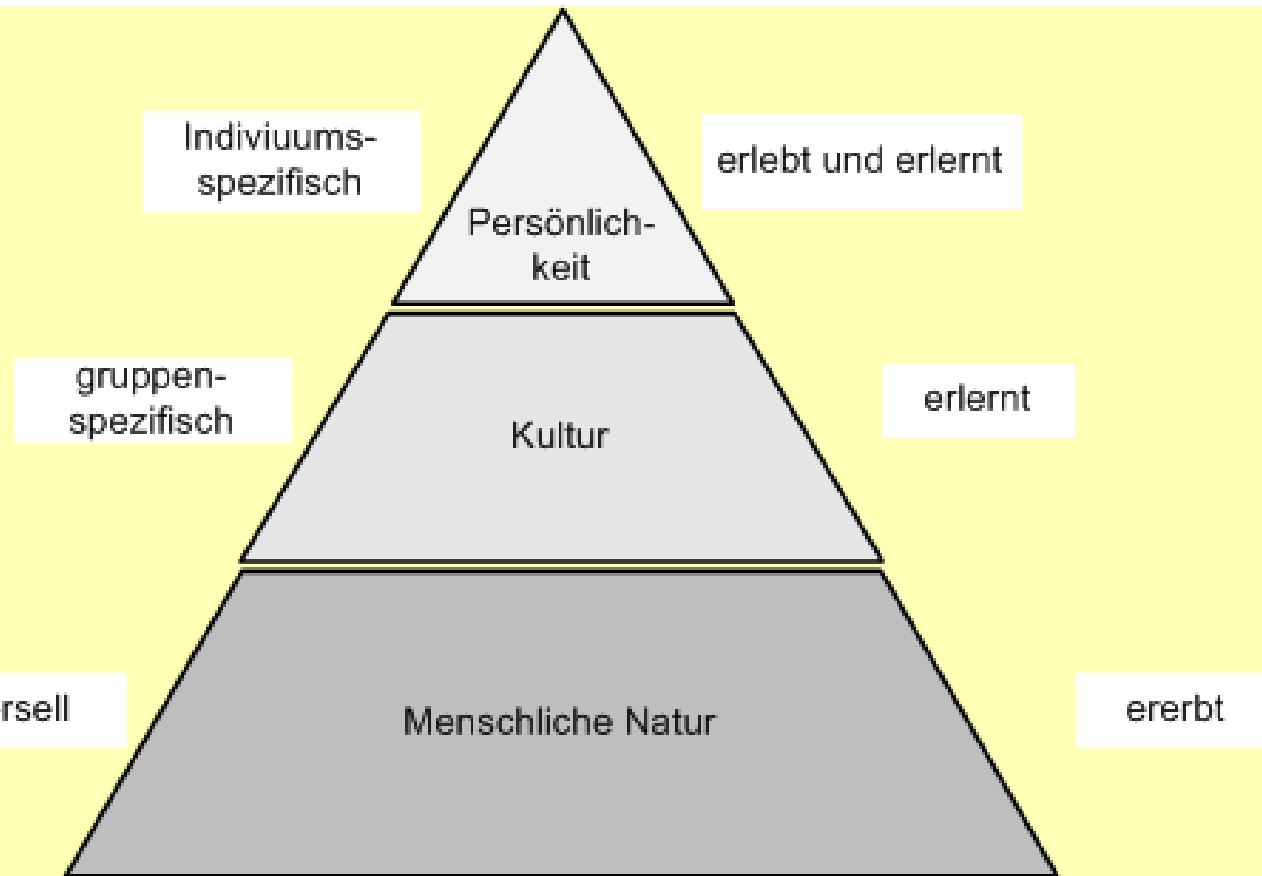 Indiviuums-
spezifisch
erlebt und erlernt
Persönlich-
keit
gruppen-
spezifisch
erlernt
Kultur
rsell
Menschliche Natur
ererbt